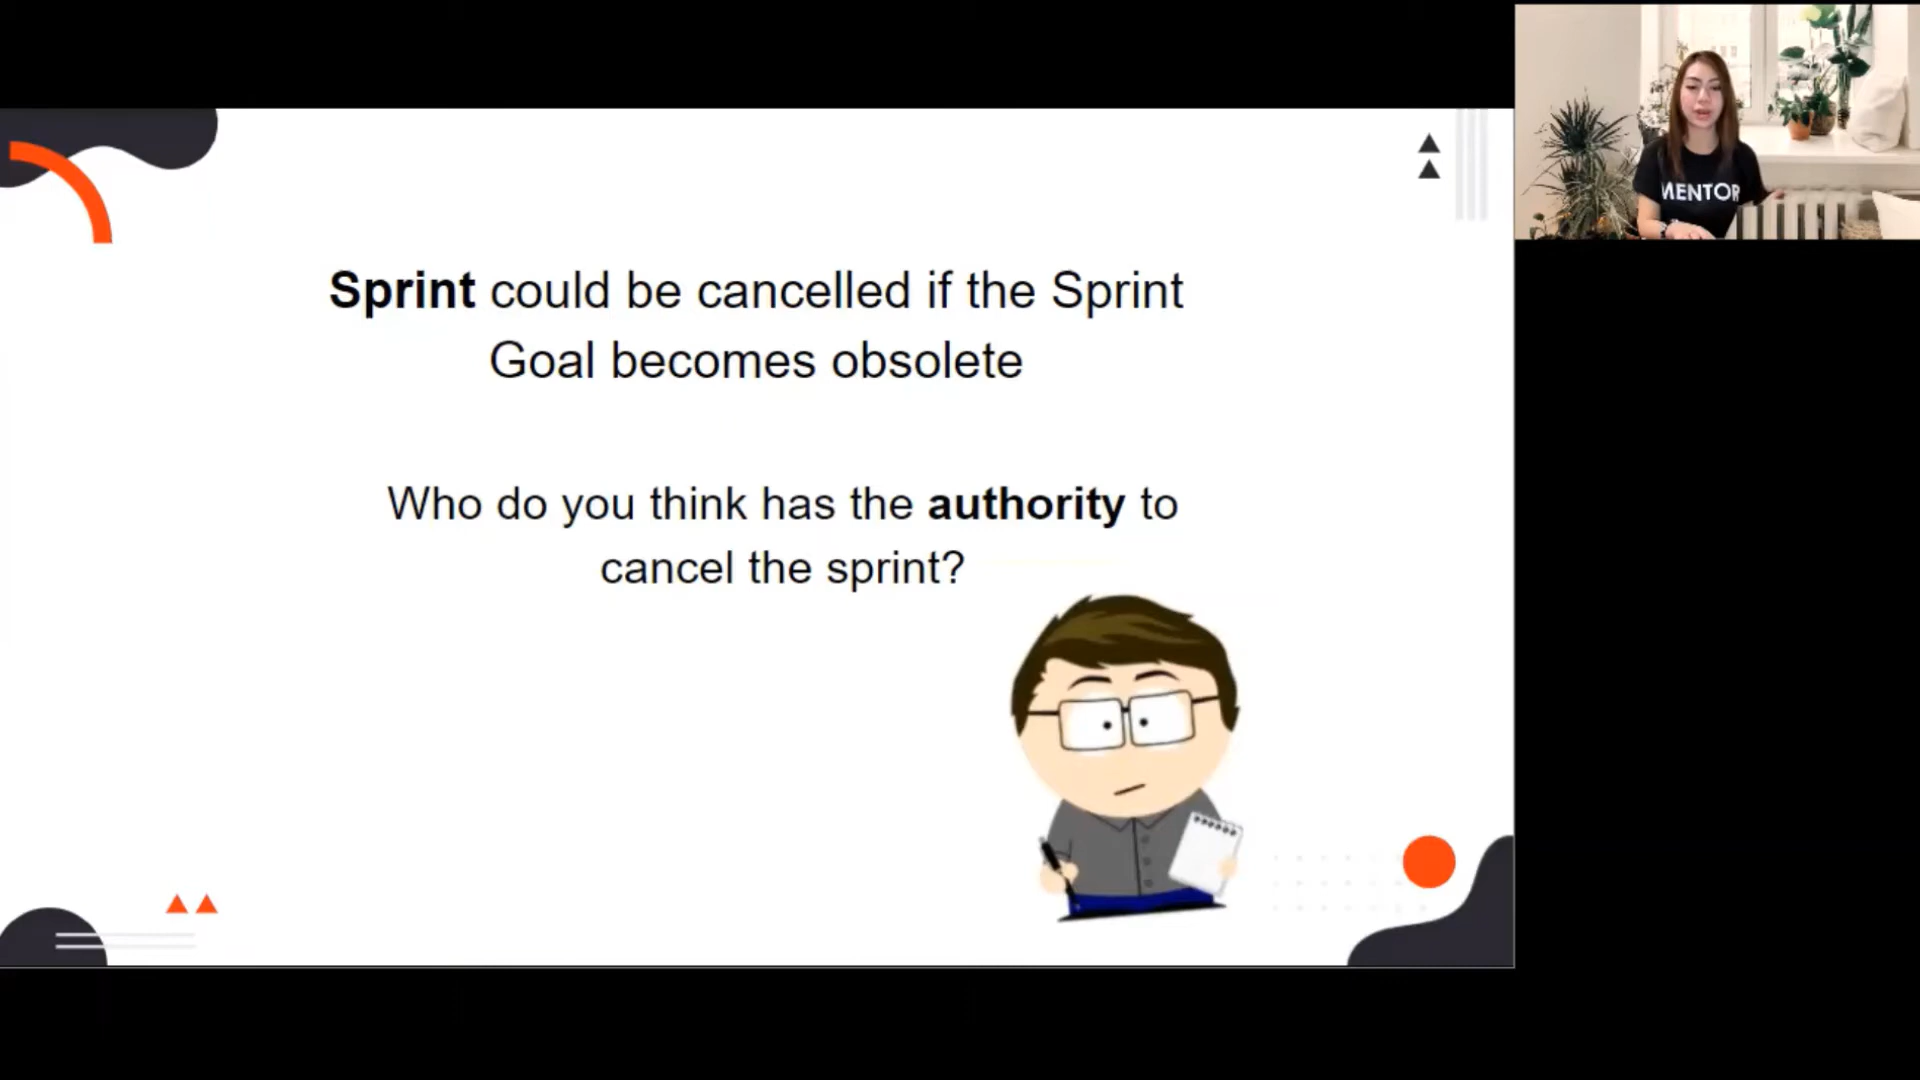 Sprint could be cancelled if the Sprint
Goal becomes obsolete
Who do you think has the authority to
cancel the sprint?
MENTOR